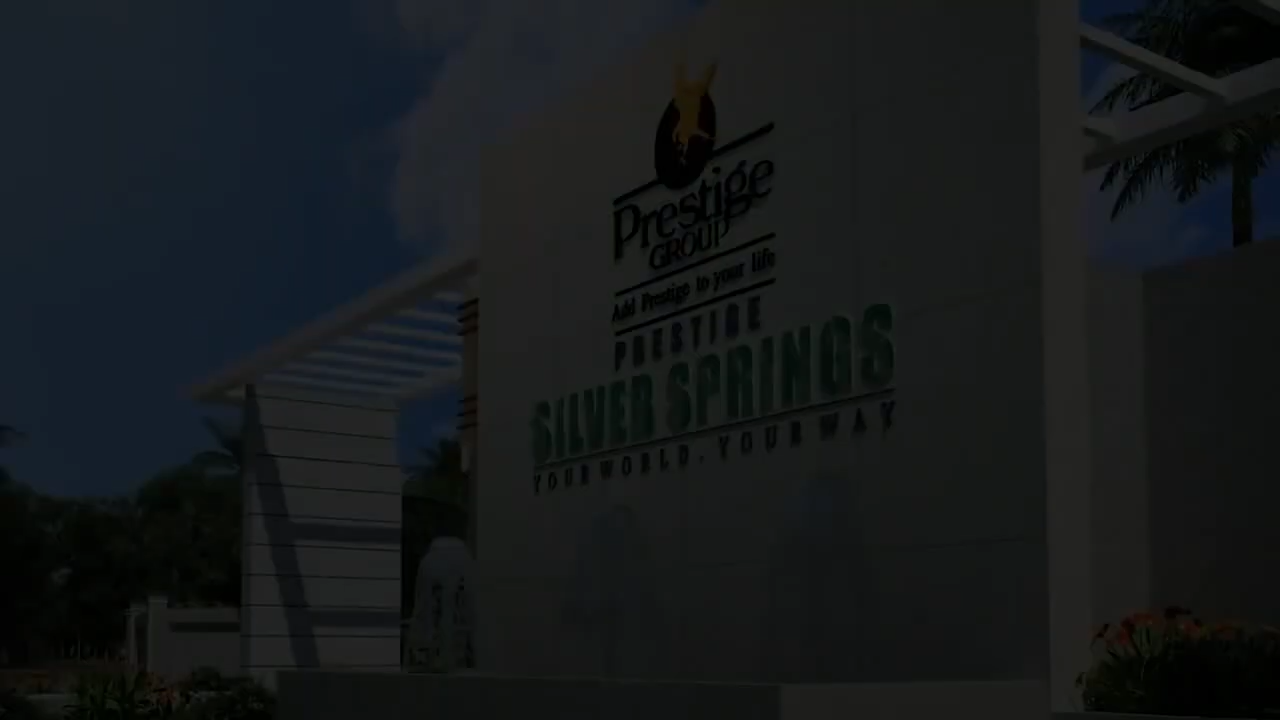 Prestige
GROUP
Add Prestige to your life
PRESTIGE
SILVER SPRINGS
YOUR WORLD. YOUR WAY